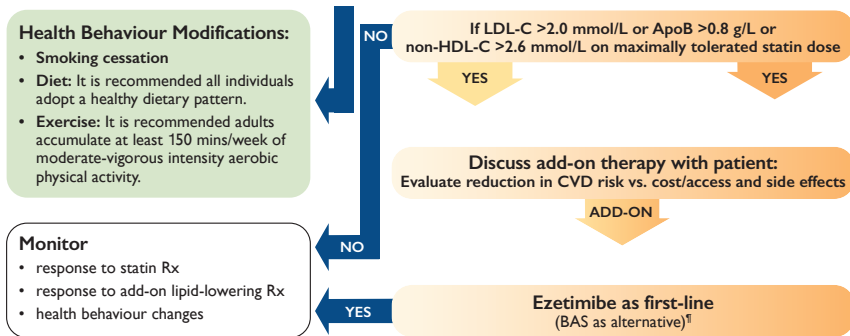 Health Behaviour Modifications:
• Smoking cessation
• Diet: It is recommended all individuals
adopt a healthy dietary pattern.
• Exercise: It is recommended adults
accumulate at least 150 mins/week of
moderate-vigorous intensity aerobic
physical activity.
NO
If LDL-C >2.0 mmol/L or ApoB >0.8 g/L or
non-HDL-C >2.6 mmol/L on maximally tolerated statin dose
YES
YES
Discuss add-on therapy with patient:
Evaluate reduction in CVD risk vs. cost/access and side effects
ADD-ON
NO
Monitor
• response to statin Rx
• response to add-on lipid-lowering Rx
• health behaviour changes
YES
Ezetimibe as first-line
(BAS as alternative)¶